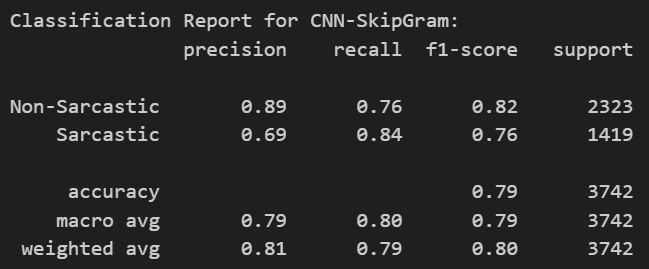 Classification Report for CNN-SkipGram:
precision recall f1-score support
Non-Sarcastic 0.89 0.76 0.82 2323
Sarcastic 0.69 0.84 0.76 1419
accuracy 0.79 3742
macro avg 0.79 0.80 0.79 3742
weighted avg 0.81 0.79 0.80 3742